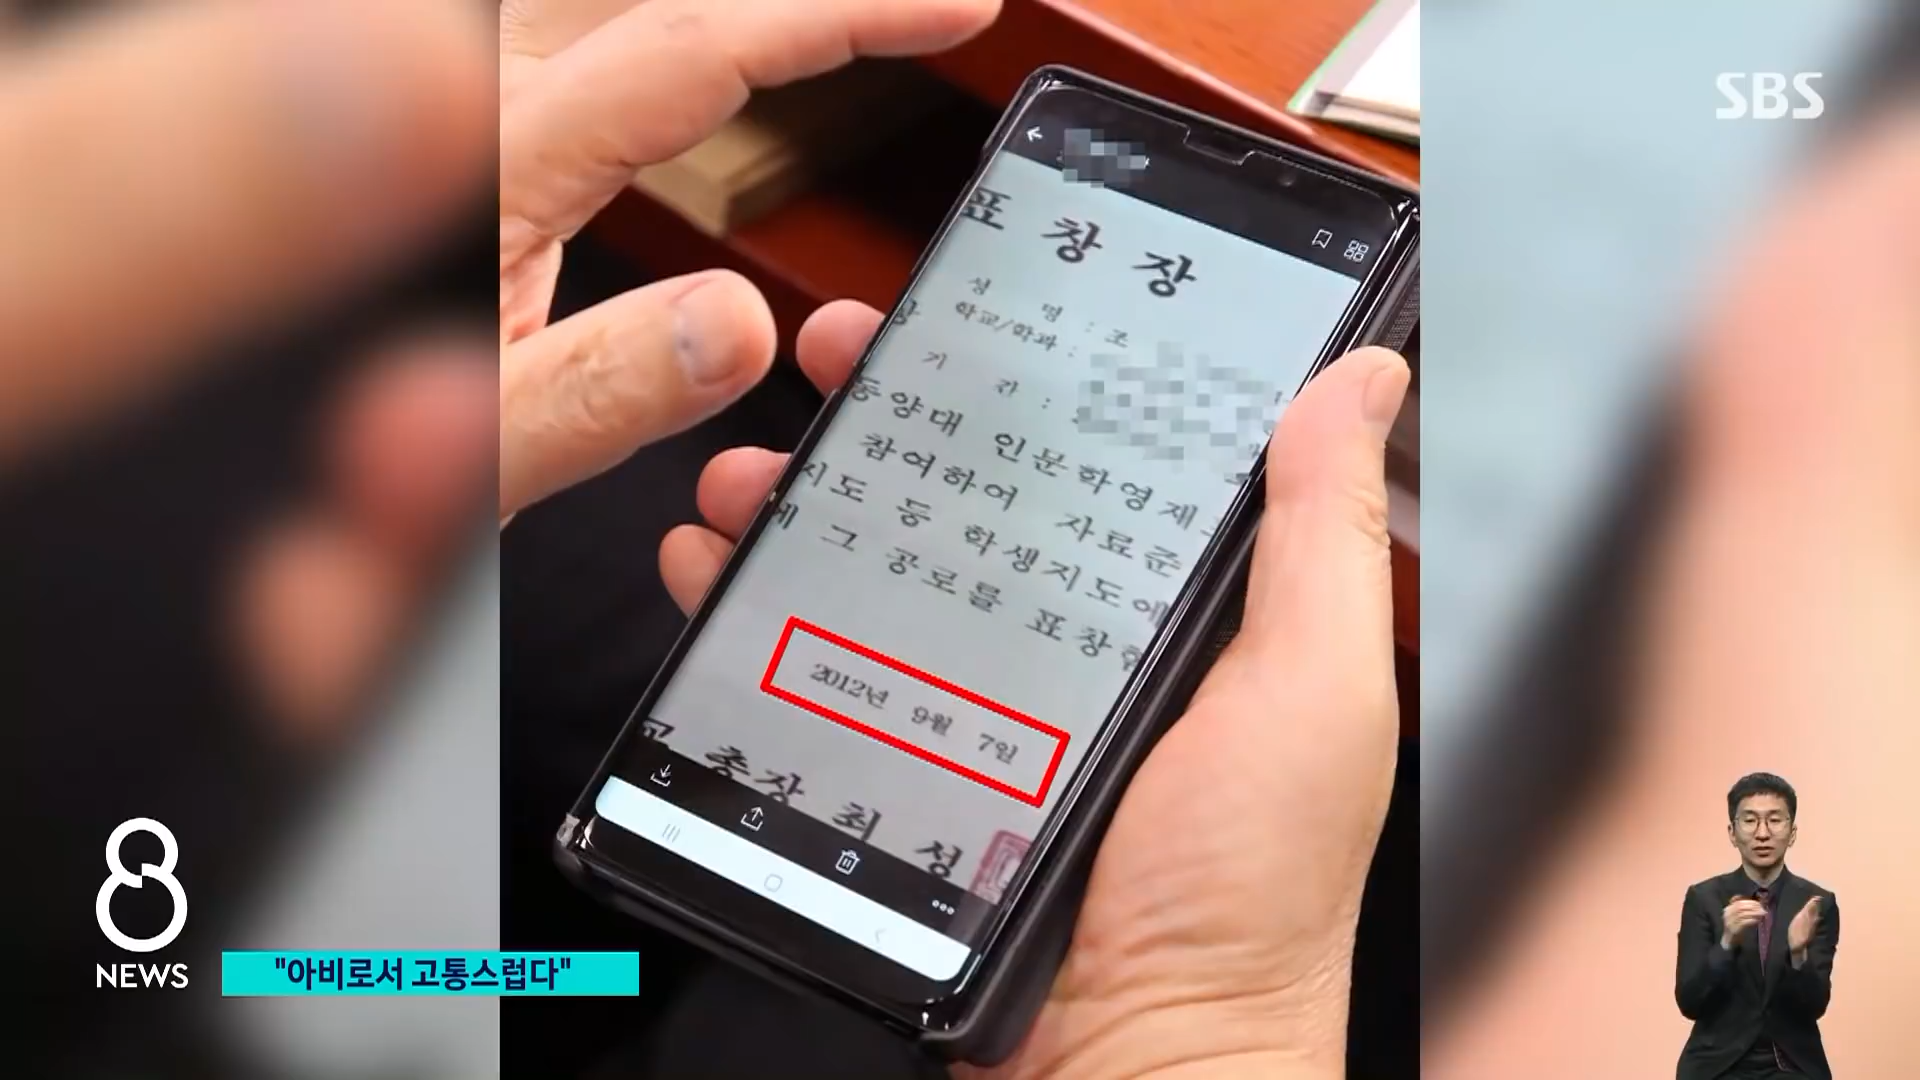 SBS
표 창 장
성 명 : 조
학교/학과 :
기 간 :
동양대 인문학영재
참여하여 자료준
지도 등 학생지도에
에 그 공로를 표창함
2012년 9월 7일
교 총장 최 성
8
NEWS
"아비로서 고통스럽다"